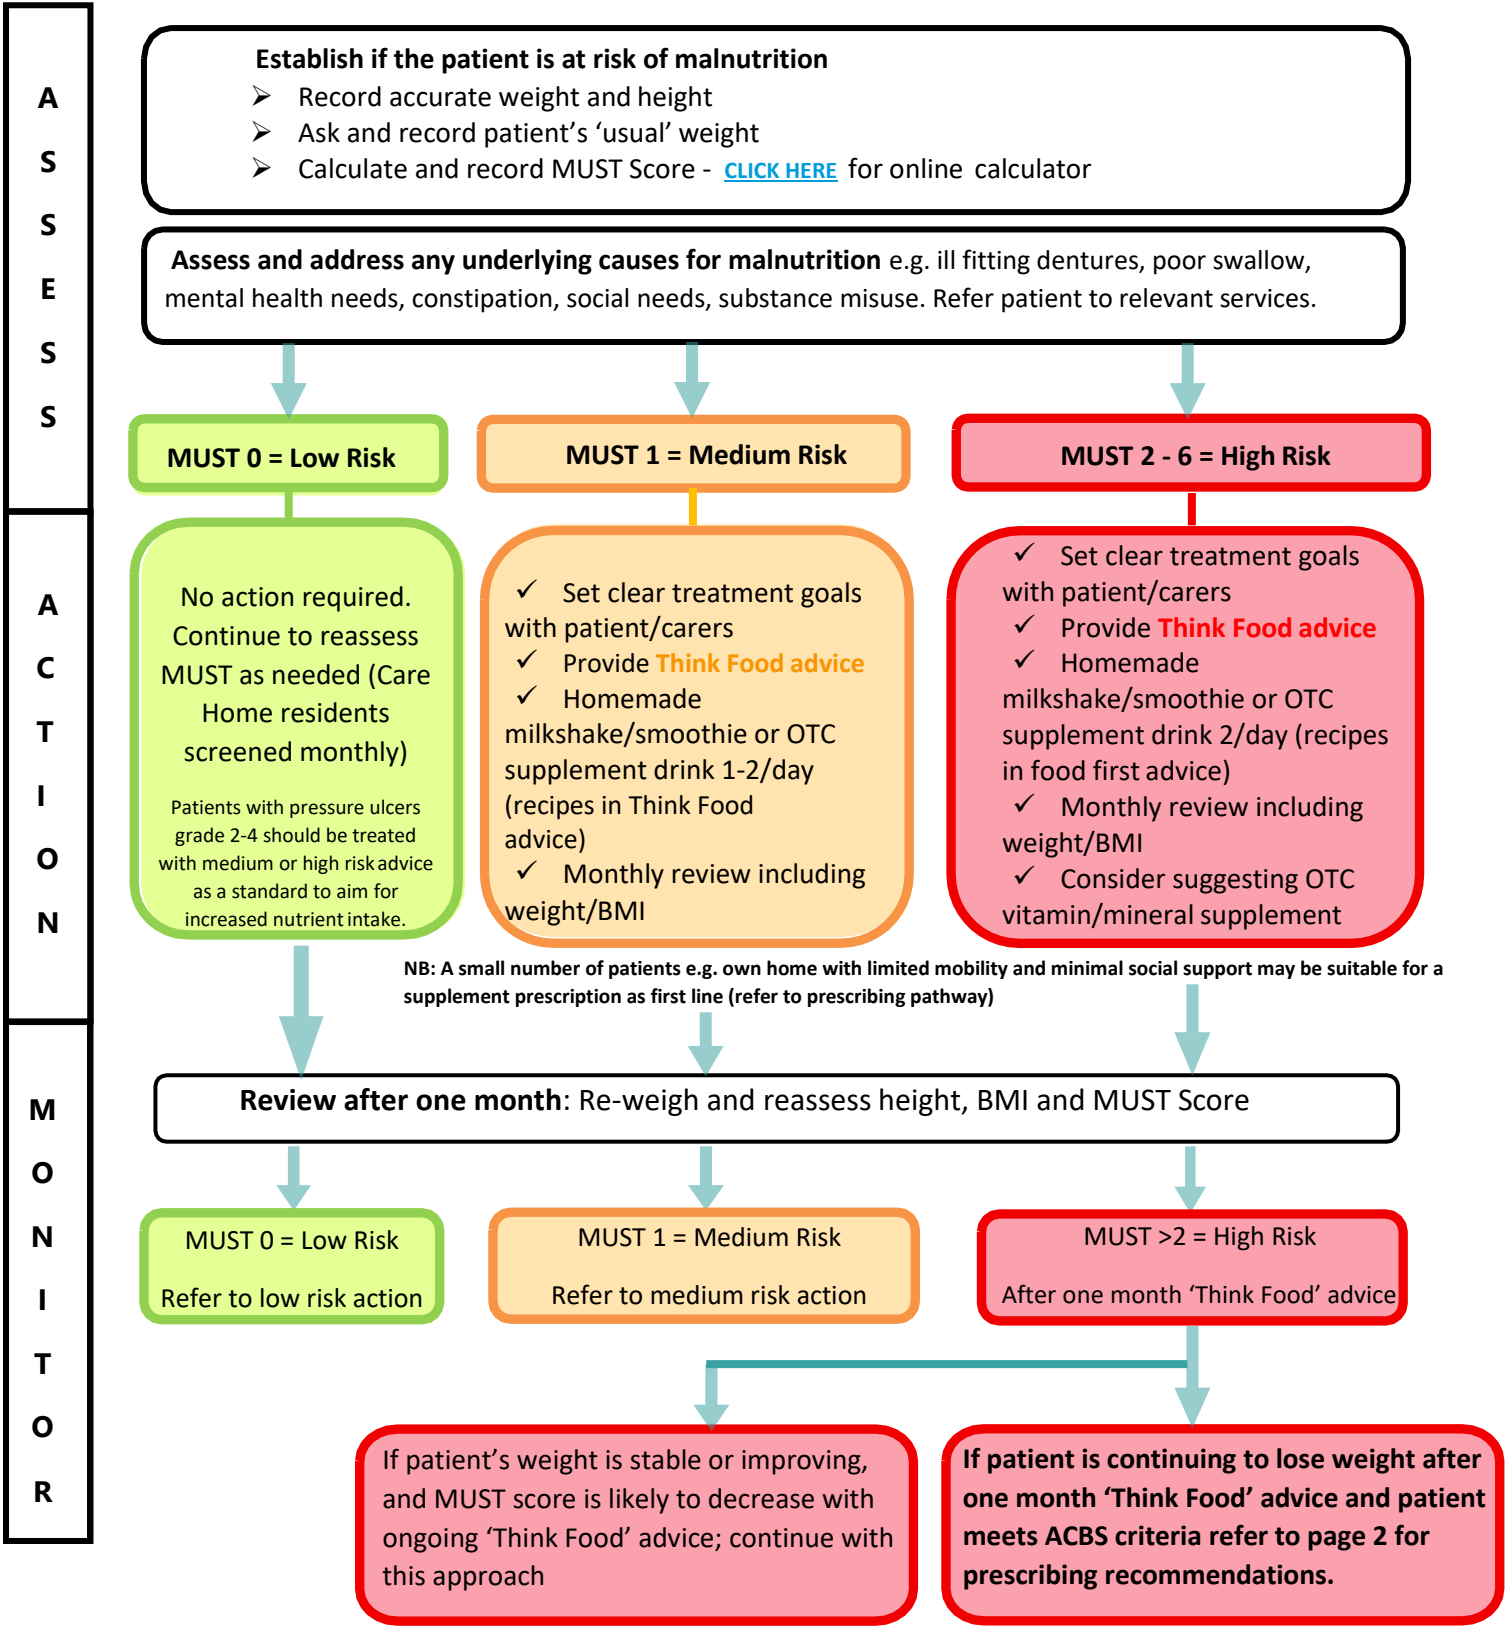 ASSESS
Establish if the patient is at risk of malnutrition
➢ Record accurate weight and height
➢ Ask and record patient’s ‘usual’ weight
➢ Calculate and record MUST Score - CLICK HERE for online calculator
Assess and address any underlying causes for malnutrition e.g. ill fitting dentures, poor swallow,
mental health needs, constipation, social needs, substance misuse. Refer patient to relevant services.
MUST 0 = Low Risk
MUST 1 = Medium Risk
MUST 2 - 6 = High Risk
ACTION
No action required.
Continue to reassess
MUST as needed (Care
Home residents
screened monthly)
Patients with pressure ulcers
grade 2-4 should be treated
with medium or high risk advice
as a standard to aim for
increased nutrient intake.
✓ Set clear treatment goals
with patient/carers
✓ Provide Think Food advice
✓ Homemade
milkshake/smoothie or OTC
supplement drink 1-2/day
(recipes in Think Food
advice)
✓ Monthly review including
weight/BMI
✓ Set clear treatment goals
with patient/carers
✓ Provide Think Food advice
✓ Homemade
milkshake/smoothie or OTC
supplement drink 2/day (recipes
in food first advice)
✓ Monthly review including
weight/BMI
✓ Consider suggesting OTC
vitamin/mineral supplement
NB: A small number of patients e.g. own home with limited mobility and minimal social support may be suitable for a
supplement prescription as first line (refer to prescribing pathway)
MONITOR
Review after one month: Re-weigh and reassess height, BMI and MUST Score
MUST 0 = Low Risk
Refer to low risk action
MUST 1 = Medium Risk
Refer to medium risk action
MUST >2 = High Risk
After one month ‘Think Food’ advice
If patient’s weight is stable or improving,
and MUST score is likely to decrease with
ongoing ‘Think Food’ advice; continue with
this approach
If patient is continuing to lose weight after
one month ‘Think Food’ advice and patient
meets ACBS criteria refer to page 2 for
prescribing recommendations.